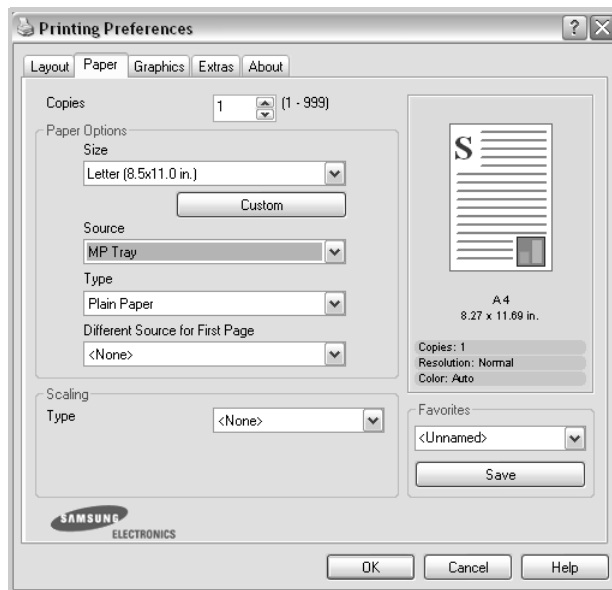 Printing Preferences
Layout Paper Graphics Extras About
Copies 1 (1 - 999)
Paper Options
Size
Letter (8.5x11.0 in.)
Custom
Source
MP Tray
Type
Plain Paper
Different Source for First Page
<None>
Scaling
Type <None>
SAMSUNG
ELECTRONICS
S
A4
8.27 x 11.69 in.
Copies: 1
Resolution: Normal
Color: Auto
Favorites
<Unnamed>
Save
OK Cancel Help